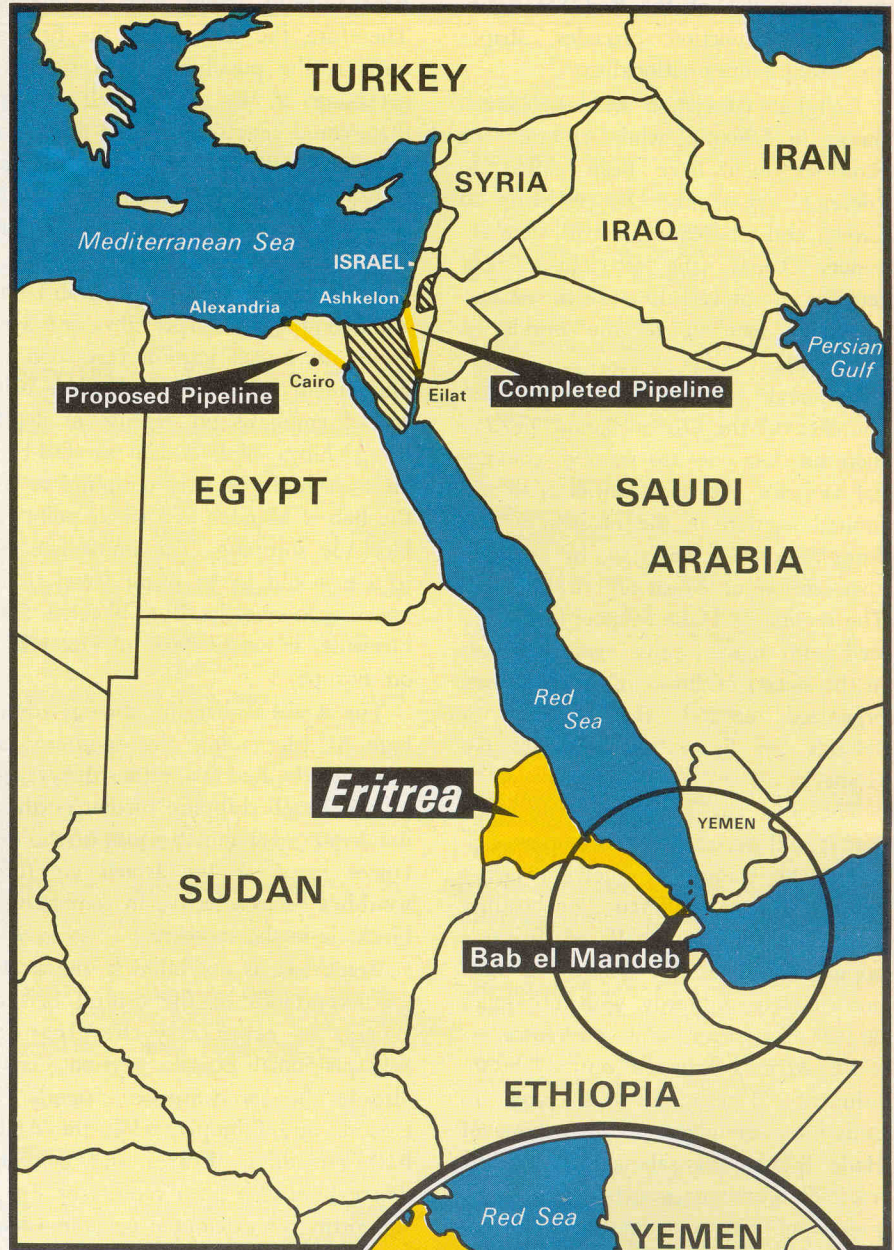 TURKEY
IRAN
SYRIA
IRAQ
Mediterranean Sea
ISRAEL
Alexandria
Ashkelon
Persian
Gulf
Cairo
Eilat
Proposed Pipeline
Completed Pipeline
EGYPT
SAUDI
ARABIA
Red
Sea
Eritrea
YEMEN
SUDAN
Bab el Mandeb
ETHIOPIA
Red Sea
YEMEN